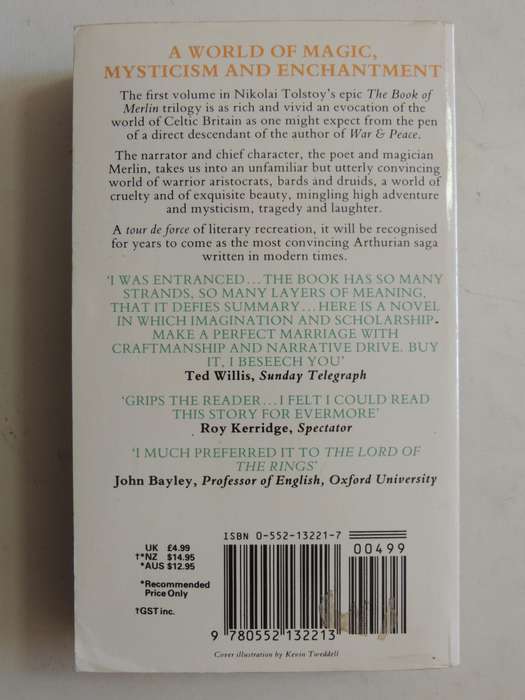 A WORLD OF MAGIC,
MYSTICISM AND ENCHANTMENT
The first volume in Nikolai Tolstoy's epic The Book of
Merlin trilogy is as rich and vivid an evocation of the
world of Celtic Britain as one might expect from the pen
of a direct descendant of the author of War & Peace.
The narrator and chief character, the poet and magician
Merlin, takes us into an unfamiliar but utterly convincing
world of warrior aristocrats, bards and druids, a world of
cruelty and of exquisite beauty, mingling high adventure
and mysticism, tragedy and laughter.
A tour de force of literary recreation, it will be recognised
for years to come as the most convincing Arthurian saga
written in modern times.
'I WAS ENTRANCED...THE BOOK HAS SO MANY
STRANDS, SO MANY LAYERS OF MEANING,
THAT IT DEFIES SUMMARY...HERE IS A NOVEL
IN WHICH IMAGINATION AND SCHOLARSHIP
MAKE A PERFECT MARRIAGE WITH
CRAFTMANSHIP AND NARRATIVE DRIVE. BUY
IT, I BESEECH YOU'
Ted Willis, Sunday Telegraph
'GRIPS THE READER...I FELT I COULD READ
THIS STORY FOR EVERMORE'
Roy Kerridge, Spectator
'I MUCH PREFERRED IT TO THE LORD OF
THE RINGS'
John Bayley, Professor of English, Oxford University
UK £4.99
†*NZ $14.95
*AUS $12.95
*Recommended
Price Only
†GST inc.
ISBN 0-552-13221-7
00499
9 780552 132213
Cover illustration by Kevin Tweddell